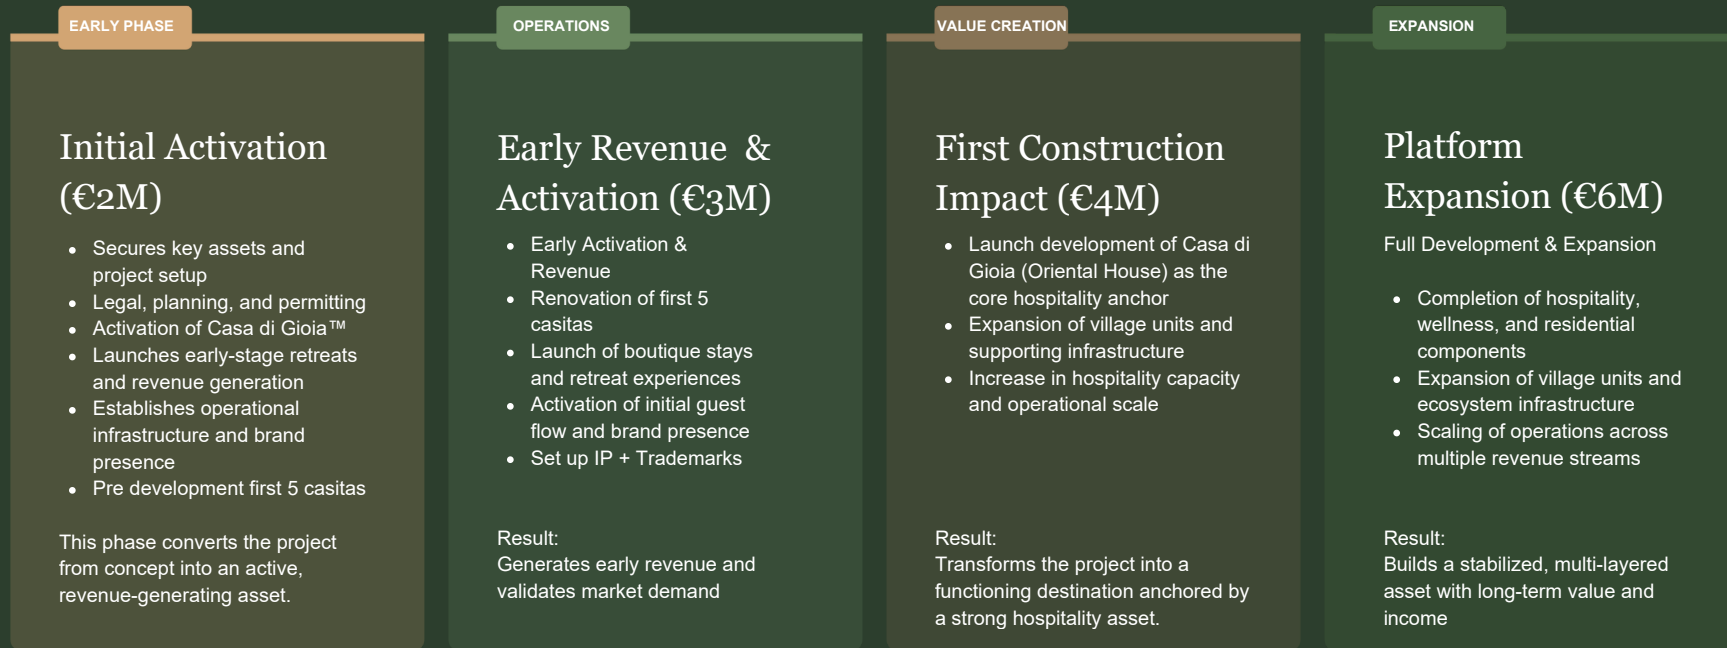 EARLY PHASE
Initial Activation
(€2M)
• Secures key assets and
project setup
• Legal, planning, and permitting
• Activation of Casa di Gioia™
• Launches early-stage retreats
and revenue generation
• Establishes operational
infrastructure and brand
presence
• Pre development first 5 casitas
This phase converts the project
from concept into an active,
revenue-generating asset.
OPERATIONS
Early Revenue &
Activation (€3M)
• Early Activation &
Revenue
• Renovation of first 5
casitas
• Launch of boutique stays
and retreat experiences
• Activation of initial guest
flow and brand presence
• Set up IP + Trademarks
Result:
Generates early revenue and
validates market demand
VALUE CREATION
First Construction
Impact (€4M)
• Launch development of Casa di
Gioia (Oriental House) as the
core hospitality anchor
• Expansion of village units and
supporting infrastructure
• Increase in hospitality capacity
and operational scale
Result:
Transforms the project into a
functioning destination anchored by
a strong hospitality asset.
EXPANSION
Platform
Expansion (€6M)
Full Development & Expansion
• Completion of hospitality,
wellness, and residential
components
• Expansion of village units and
ecosystem infrastructure
• Scaling of operations across
multiple revenue streams
Result:
Builds a stabilized, multi-layered
asset with long-term value and
income